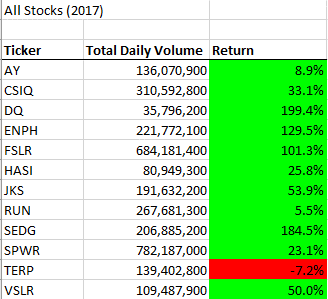 All Stocks (2017)
Ticker Total Daily Volume Return
AY 136,070,900 8.9%
CSIQ 310,592,800 33.1%
DQ 35,796,200 199.4%
ENPH 221,772,100 129.5%
FSLR 684,181,400 101.3%
HASI 80,949,300 25.8%
JKS 191,632,200 53.9%
RUN 267,681,300 5.5%
SEDG 206,885,200 184.5%
SPWR 782,187,000 23.1%
TERP 139,402,800 -7.2%
VSLR 109,487,900 50.0%